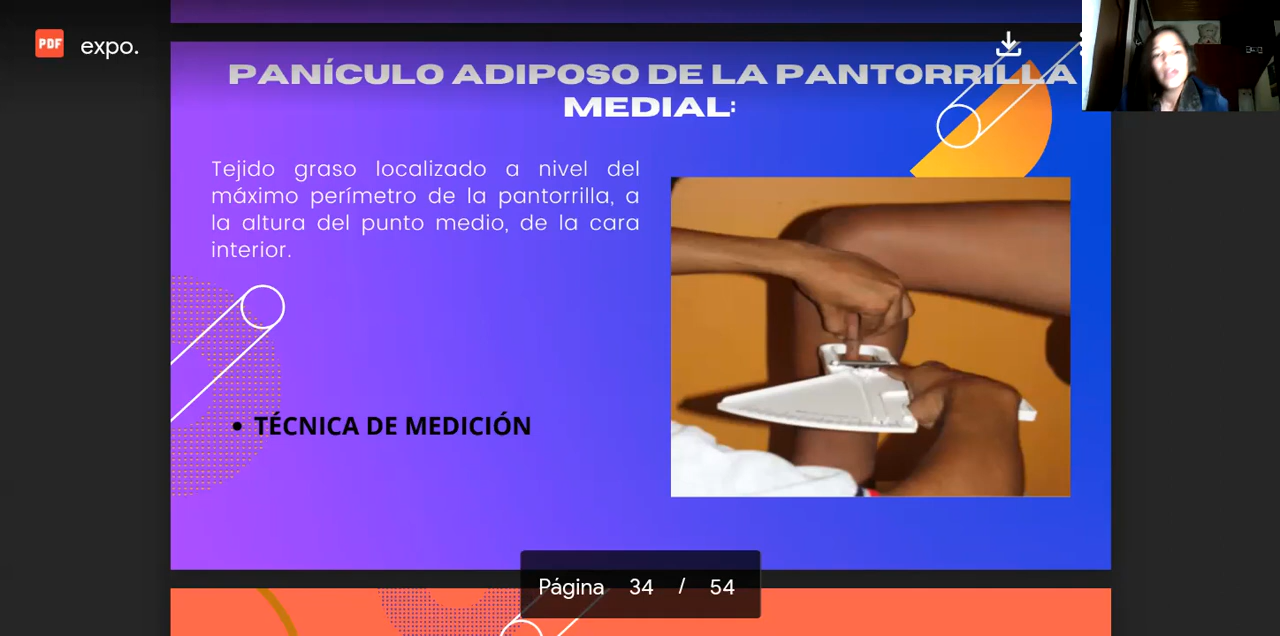 PDF expo.
PANÍCULO ADIPOSO DE LA PANTORRILLA
MEDIAL:
Tejido graso localizado a nivel del
máximo perímetro de la pantorrilla, a
la altura del punto medio, de la cara
interior.
• TÉCNICA DE MEDICIÓN
Página 34 / 54